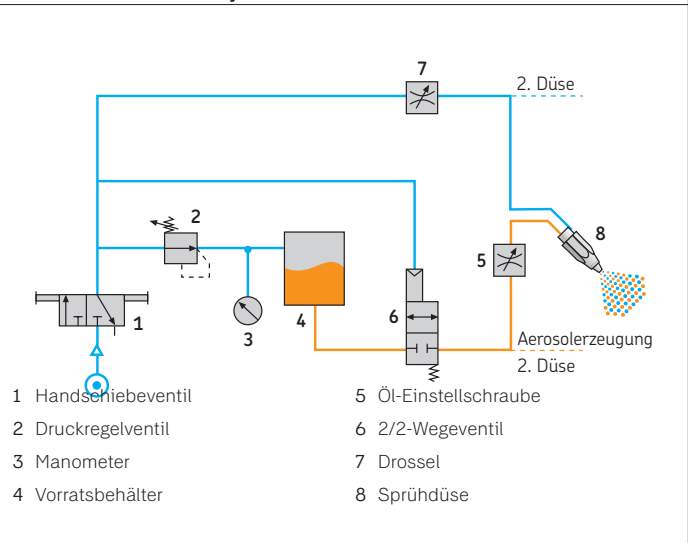 7
2. Düse
2
8
5
1
3
4
6
Aerosolerzeugung
2. Düse
1 Handschiebeventil
2 Druckregelventil
3 Manometer
4 Vorratsbehälter
5 Öl-Einstellschraube
6 2/2-Wegeventil
7 Drossel
8 Sprühdüse